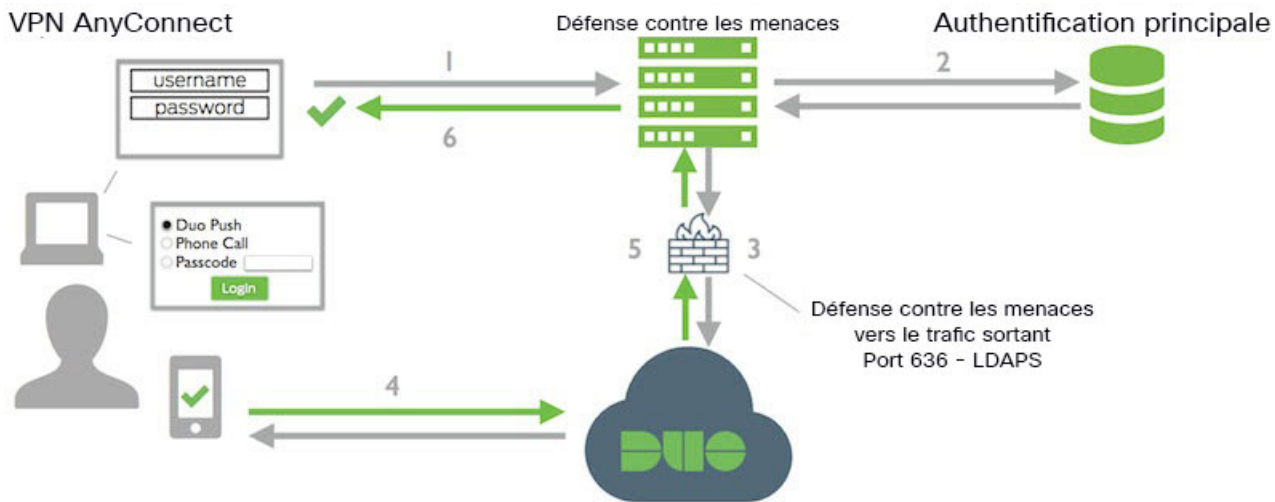 VPN AnyConnect
Défense contre les menaces
Authentification principale
username
password
1
2
6
Duo Push
Phone Call
Passcode
Login
5
3
Défense contre les menaces
vers le trafic sortant
Port 636 - LDAPS
4
DUO